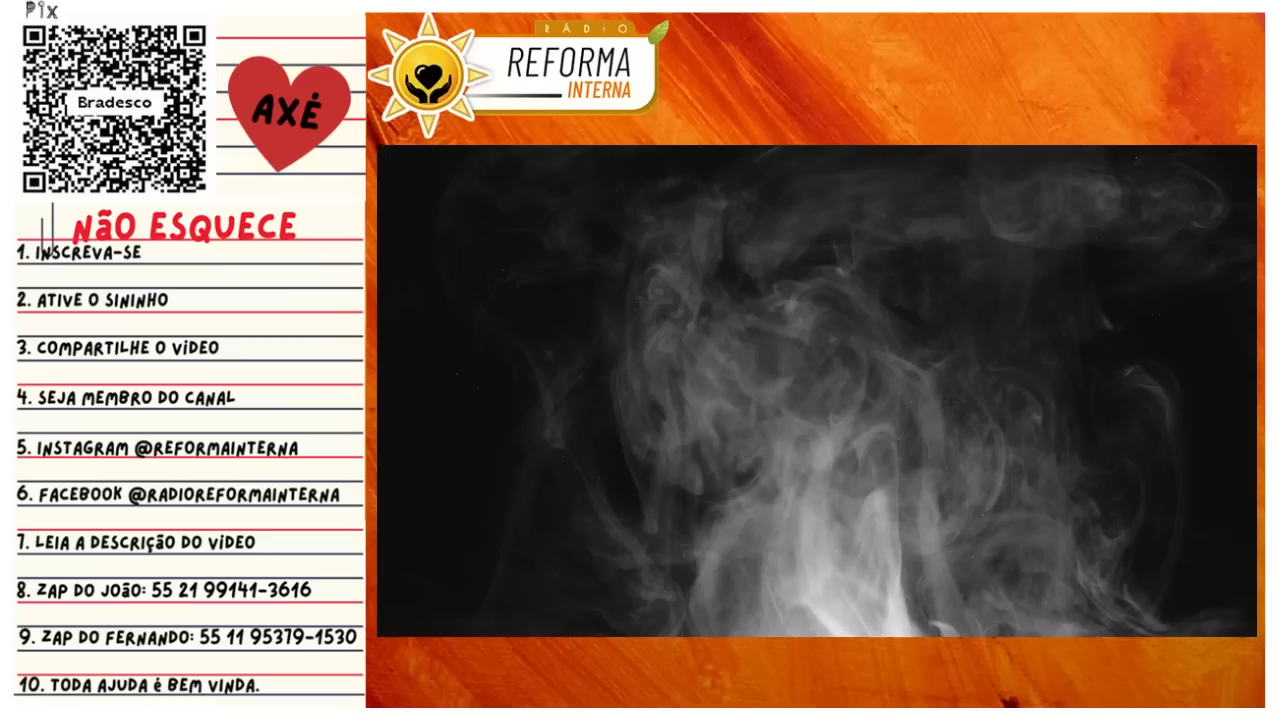 Pix
Bradesco
AXÉ
NÃO ESQUECE
1. INSCREVA-SE
2. ATIVE O SININHO
3. COMPARTILHE O VÍDEO
4. SEJA MEMBRO DO CANAL
5. INSTAGRAM @REFORMAINTERNA
6. FACEBOOK @RADIOREFORMAINTERNA
7. LEIA A DESCRIÇÃO DO VÍDEO
8. ZAP DO JOÃO: 55 21 99141-3616
9. ZAP DO FERNANDO: 55 11 95379-1530
10. TODA AJUDA É BEM VINDA.
RÁDIO
REFORMA
INTERNA